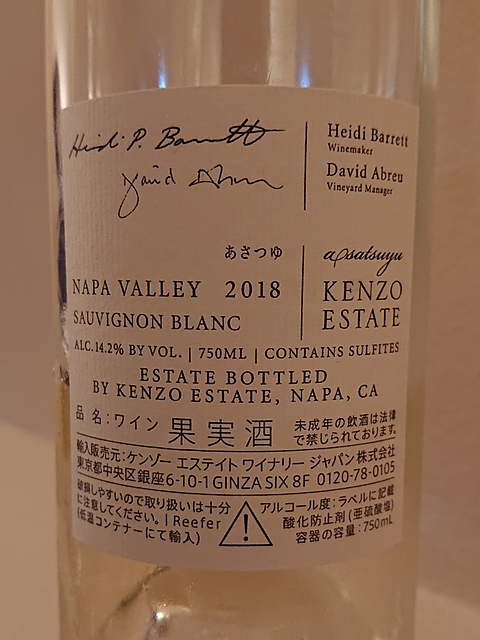 Heidi P. Barrett
David Abreu
Heidi Barrett
Winemaker
David Abreu
Vineyard Manager
あさつゆ
asatsuyu
NAPA VALLEY 2018
SAUVIGNON BLANC
KENZO
ESTATE
ALC.14.2% BY VOL. | 750ML | CONTAINS SULFITES
ESTATE BOTTLED
BY KENZO ESTATE, NAPA, CA
品 名:ワイン 果実酒
未成年の飲酒は法律
で禁じられております。
輸入販売元:ケンゾー エステイト ワイナリー ジャパン 株式会社
東京都中央区銀座6-10-1 GINZA SIX 8F 0120-78-0105
破損しやすいので取り扱いは十分
に注意してください。 | Reefer
(低温コンテナーにて輸入)
アルコール度:ラベルに記載
酸化防止剤 (亜硫酸塩)
容器の容量:750mL